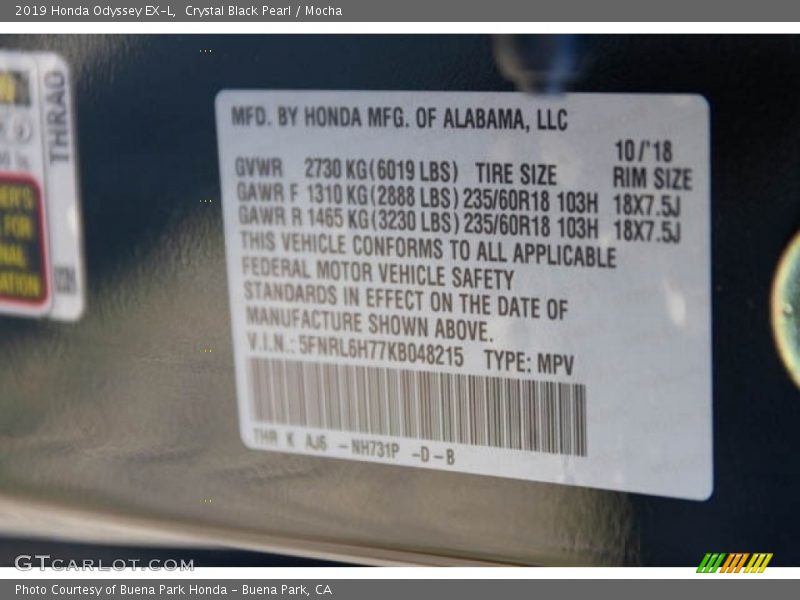 2019 Honda Odyssey EX-L, Crystal Black Pearl / Mocha
THRAD
MFD. BY HONDA MFG. OF ALABAMA, LLC
10/'18
GVWR 2730 KG(6019 LBS) TIRE SIZE RIM SIZE
GAWR F 1310 KG(2888 LBS) 235/60R18 103H 18X7.5J
GAWR R 1465 KG(3230 LBS) 235/60R18 103H 18X7.5J
THIS VEHICLE CONFORMS TO ALL APPLICABLE
FEDERAL MOTOR VEHICLE SAFETY
STANDARDS IN EFFECT ON THE DATE OF
MANUFACTURE SHOWN ABOVE.
V.I.N.: 5FNRL6H77KB048215 TYPE: MPV
THR K AJ6 -NH731P -D-B
GTCARLOT.COM
Photo Courtesy of Buena Park Honda - Buena Park, CA